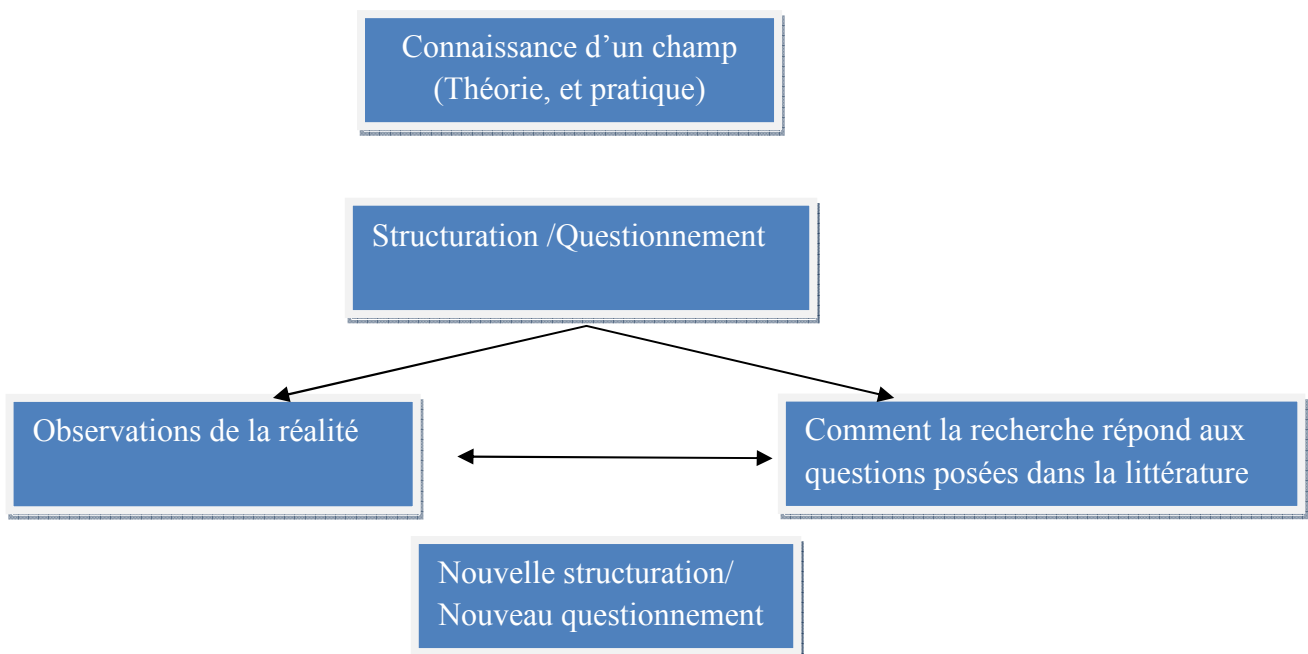 Connaissance d’un champ
(Théorie, et pratique)
Structuration /Questionnement
Observations de la réalité
Comment la recherche répond aux
questions posées dans la littérature
Nouvelle structuration/
Nouveau questionnement